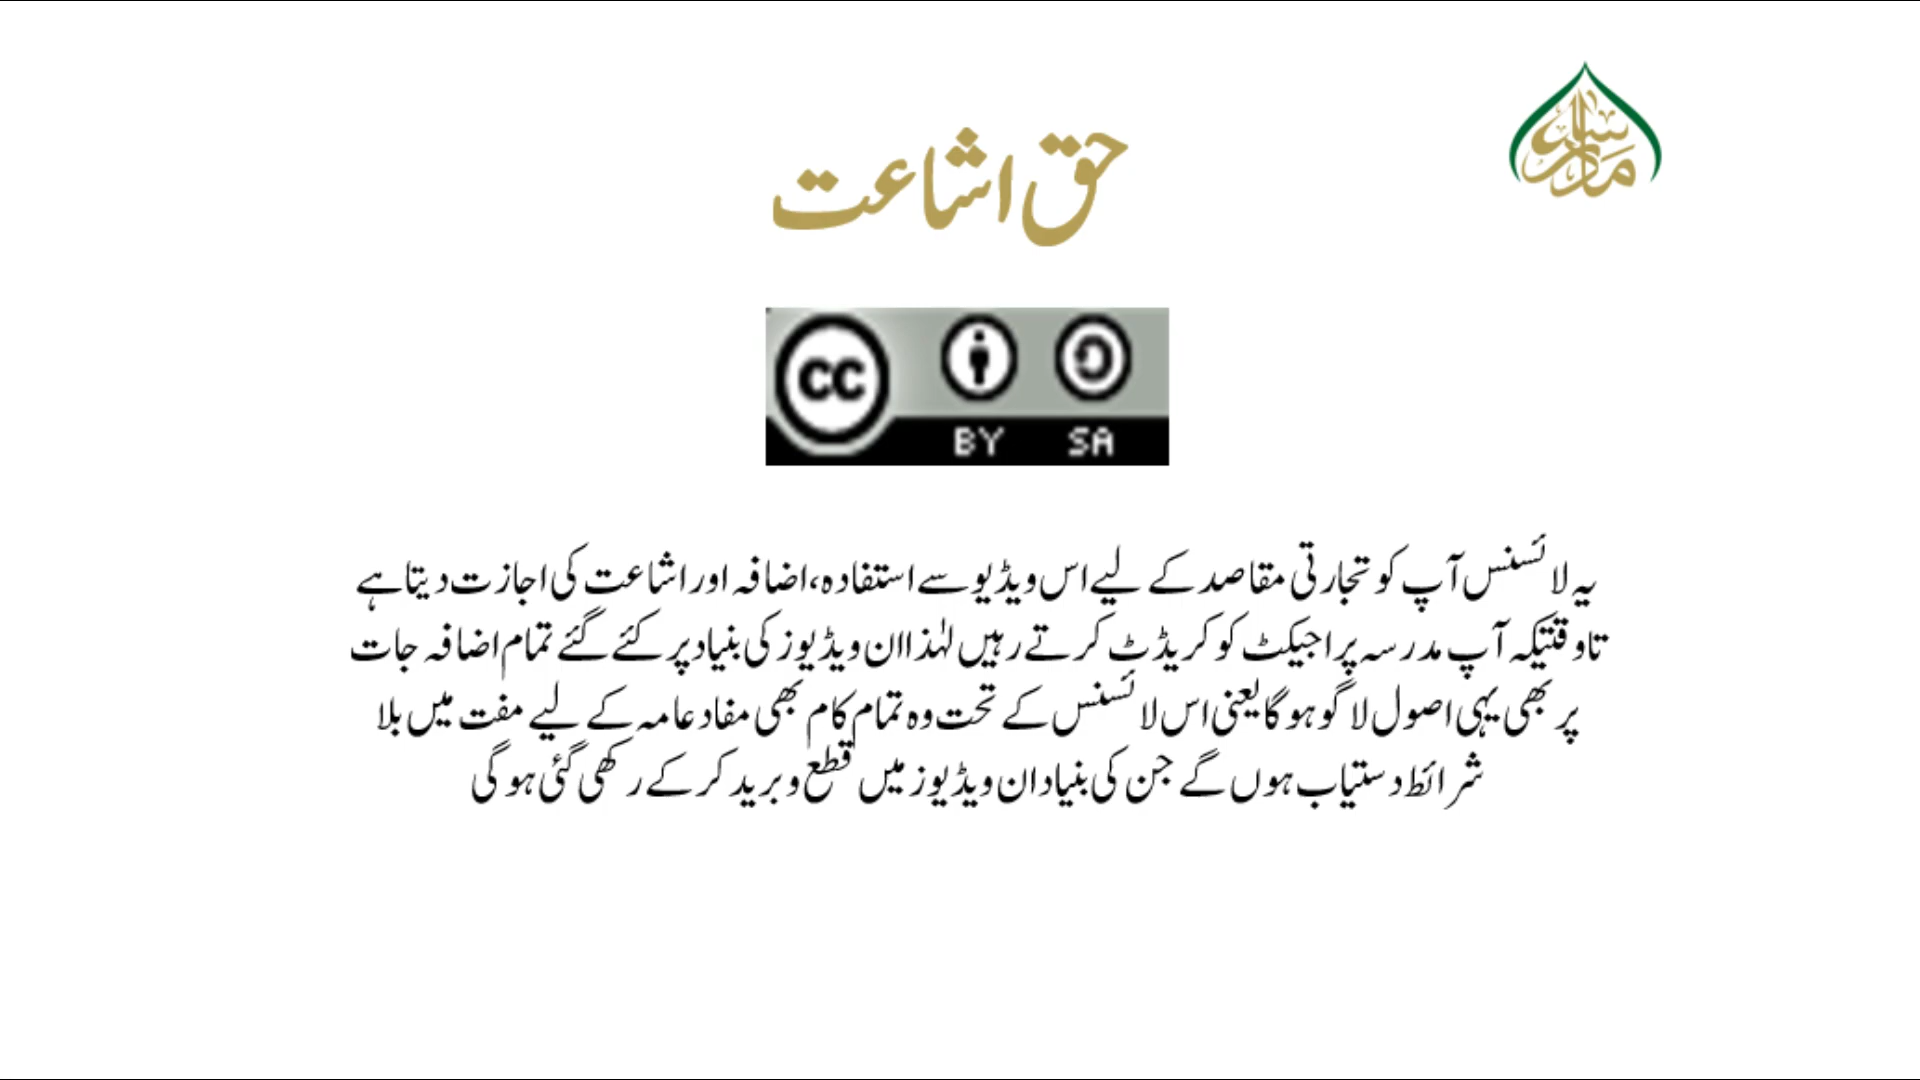 مدرسہ
حق اشاعت
cc BY SA
یہ لائسنس آپ کو تجارتی مقاصد کے لیے اس ویڈیو سے استفادہ، اضافہ اور اشاعت کی اجازت دیتا ہے
تاوقتیکہ آپ مدرسہ پراجیکٹ کو کریڈٹ کرتے رہیں لہٰذا ان ویڈیوز کی بنیاد پر کئے گئے تمام اضافہ جات
پر بھی یہی اصول لاگو ہو گا یعنی اس لائسنس کے تحت وہ تمام کام بھی مفاد عامہ کے لیے مفت میں بلا
شرائط دستیاب ہوں گے جن کی بنیاد ان ویڈیوز میں قطع و برید کر کے رکھی گئی ہو گی